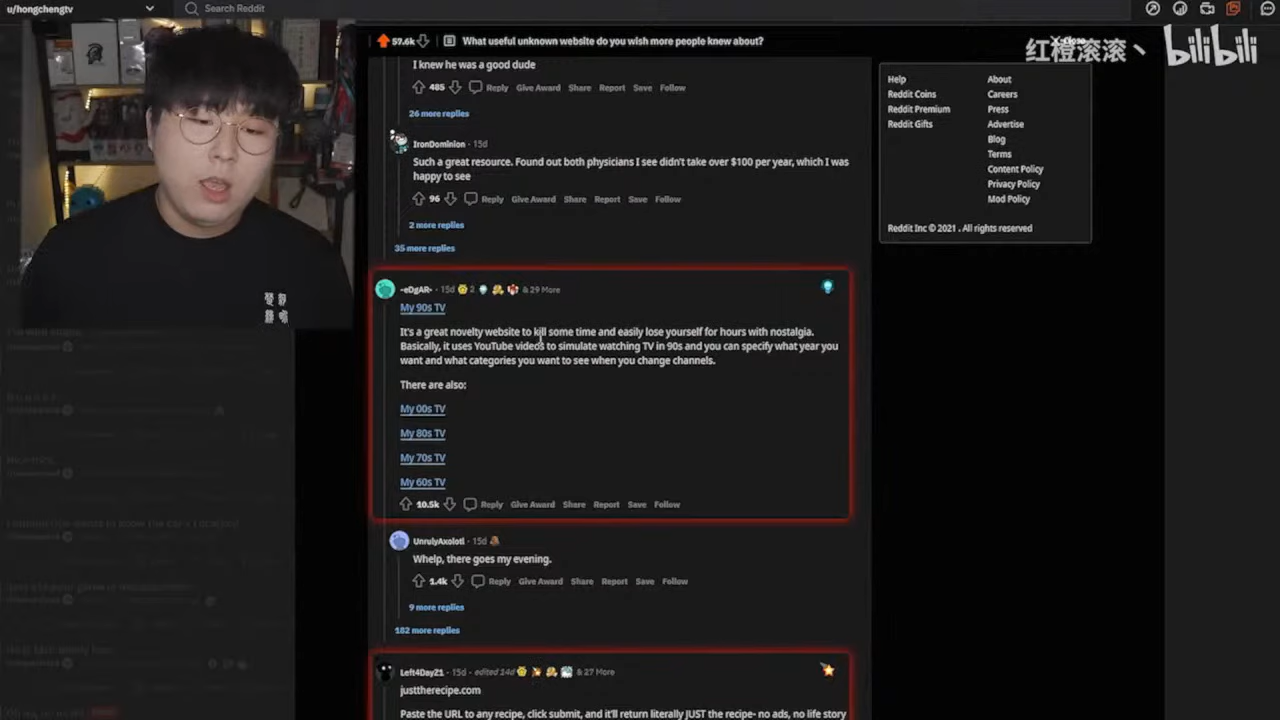 u/hongchengtv
Search Reddit
59.6k
What useful unknown website do you wish more people knew about?
红橙滚滚丶 bilibili
I knew he was a good dude
485 Reply Give Award Share Report Save Follow
26 more replies
IronDominion · 15d
Such a great resource. Found out both physicians I see didn't take over $100 per year, which I was
happy to see
96 Reply Give Award Share Report Save Follow
2 more replies
35 more replies
-eDgAR- · 15d 2 & 29 More
My 90s TV
It's a great novelty website to kill some time and easily lose yourself for hours with nostalgia.
Basically, it uses YouTube videos to simulate watching TV in 90s and you can specify what year you
want and what categories you want to see when you change channels.
There are also:
My 00s TV
My 80s TV
My 70s TV
My 60s TV
10.5k Reply Give Award Share Report Save Follow
UnrulyAxolotl · 15d
Whelp, there goes my evening.
1.4k Reply Give Award Share Report Save Follow
9 more replies
182 more replies
Left4DayZ1 · 15d · edited 14d & 27 More
justtherecipe.com
Paste the URL to any recipe, click submit, and it'll return literally JUST the recipe- no ads, no life story
Help
Reddit Coins
Reddit Premium
Reddit Gifts
About
Careers
Press
Advertise
Blog
Terms
Content Policy
Privacy Policy
Mod Policy
Reddit Inc © 2021 . All rights reserved